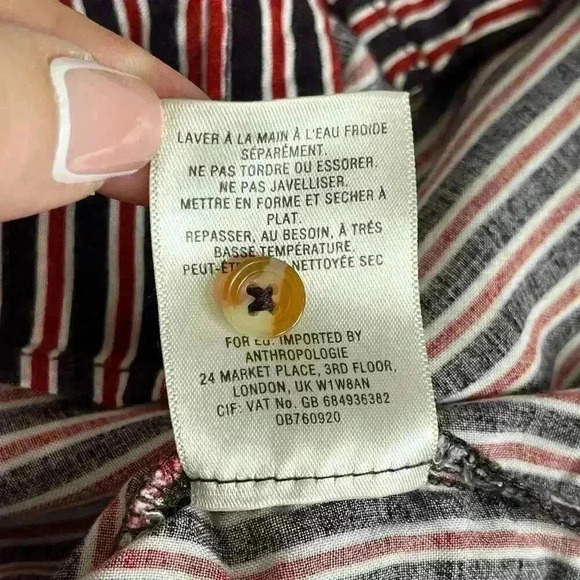 LAVER À LA MAIN À L'EAU FROIDE
SÉPARÉMENT.
NE PAS TORDRE OU ESSORER.
NE PAS JAVELLISER.
METTRE EN FORME ET SECHER À
PLAT.
REPASSER, AU BESOIN, À TRÉS
BASSE TEMPÉRATURE.
NETTOYÉE SEC
FOR EU. IMPORTED BY
ANTHROPOLOGIE
24 MARKET PLACE, 3RD FLOOR,
LONDON, UK W1W8AN
CIF: VAT No. GB 684936382
OB760920